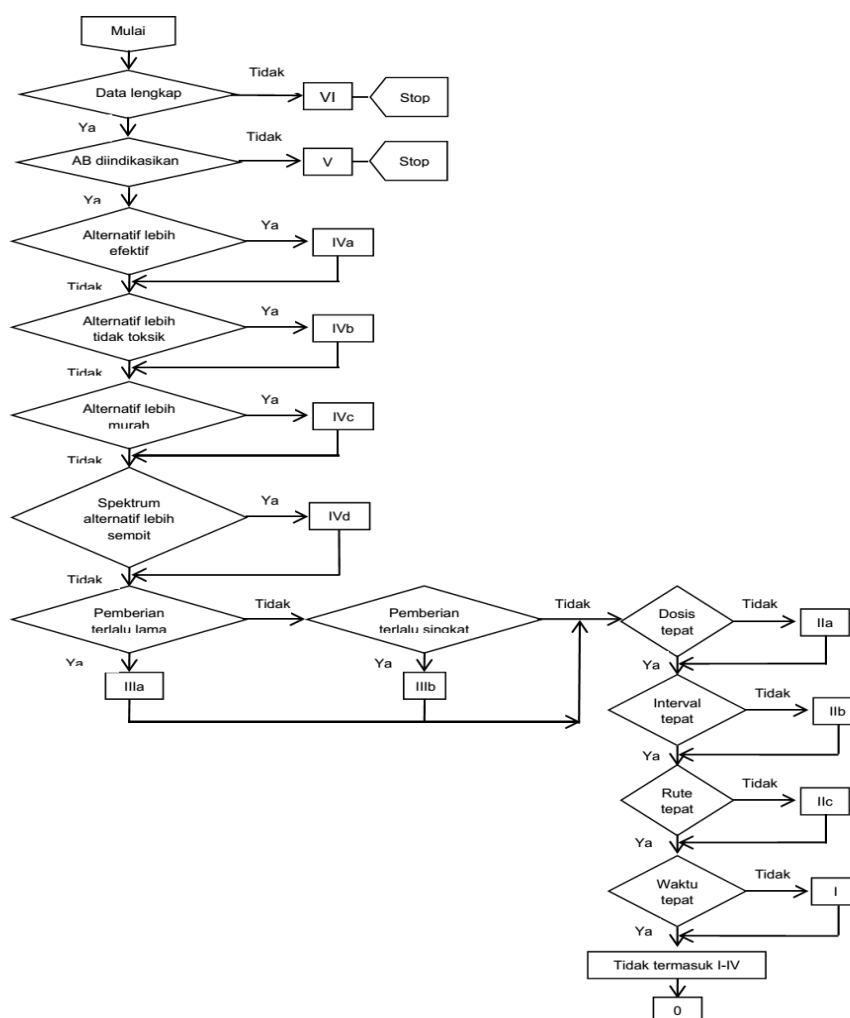 Mulai
Tidak
Data lengkap
VI
Stop
Ya
Tidak
AB diindikasikan
V
Stop
Ya
Alternatif lebih
efektif
Ya
IVa
Tidak
Alternatif lebih
tidak toksik
Ya
IVb
Tidak
Alternatif lebih
murah
Ya
IVc
Tidak
Spektrum
alternatif lebih
sempit
Ya
IVd
Tidak
Pemberian
terlalu lama
Tidak
Ya
IIIa
Pemberian
terlalu singkat
Tidak
Ya
IIIb
Dosis
tepat
Tidak
IIa
Ya
Interval
tepat
Tidak
IIb
Ya
Rute
tepat
Tidak
IIc
Ya
Waktu
tepat
Tidak
I
Ya
Tidak termasuk I-IV
0